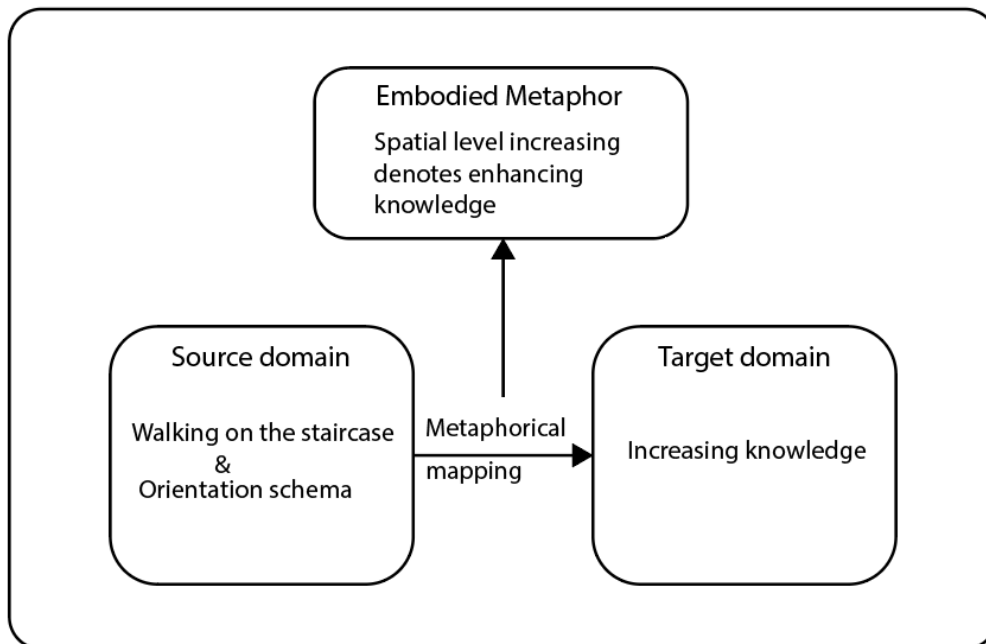 Embodied Metaphor
Spatial level increasing
denotes enhancing
knowledge
Source domain
Walking on the staircase
&
Orientation schema
Metaphorical
mapping
Target domain
Increasing knowledge